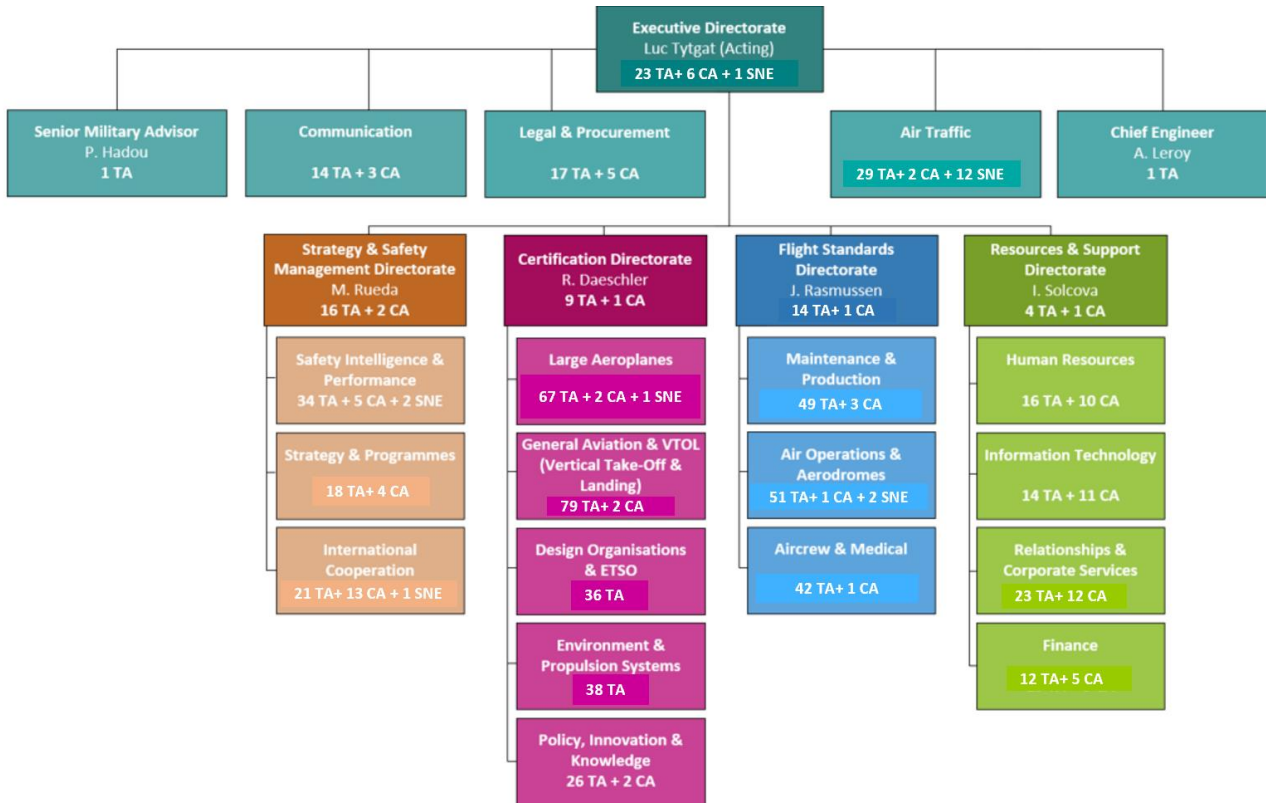 Executive Directorate
Luc Tytgat (Acting)
23 TA+ 6 CA + 1 SNE
Senior Military Advisor
P. Hadou
1 TA
Communication
14 TA + 3 CA
Legal & Procurement
17 TA + 5 CA
Air Traffic
29 TA+ 2 CA + 12 SNE
Chief Engineer
A. Leroy
1 TA
Strategy & Safety
Management Directorate
M. Rueda
16 TA + 2 CA
Safety Intelligence &
Performance
34 TA + 5 CA + 2 SNE
Strategy & Programmes
18 TA+ 4 CA
International
Cooperation
21 TA+ 13 CA + 1 SNE
Certification Directorate
R. Daeschler
9 TA + 1 CA
Large Aeroplanes
67 TA + 2 CA + 1 SNE
General Aviation & VTOL
(Vertical Take-Off &
Landing)
79 TA+ 2 CA
Design Organisations
& ETSO
36 TA
Environment &
Propulsion Systems
38 TA
Policy, Innovation &
Knowledge
26 TA + 2 CA
Flight Standards
Directorate
J. Rasmussen
14 TA+ 1 CA
Maintenance &
Production
49 TA+ 3 CA
Air Operations &
Aerodromes
51 TA+ 1 CA + 2 SNE
Aircrew & Medical
42 TA+ 1 CA
Resources & Support
Directorate
I. Solcova
4 TA + 1 CA
Human Resources
16 TA + 10 CA
Information Technology
14 TA + 11 CA
Relationships &
Corporate Services
23 TA+ 12 CA
Finance
12 TA+ 5 CA